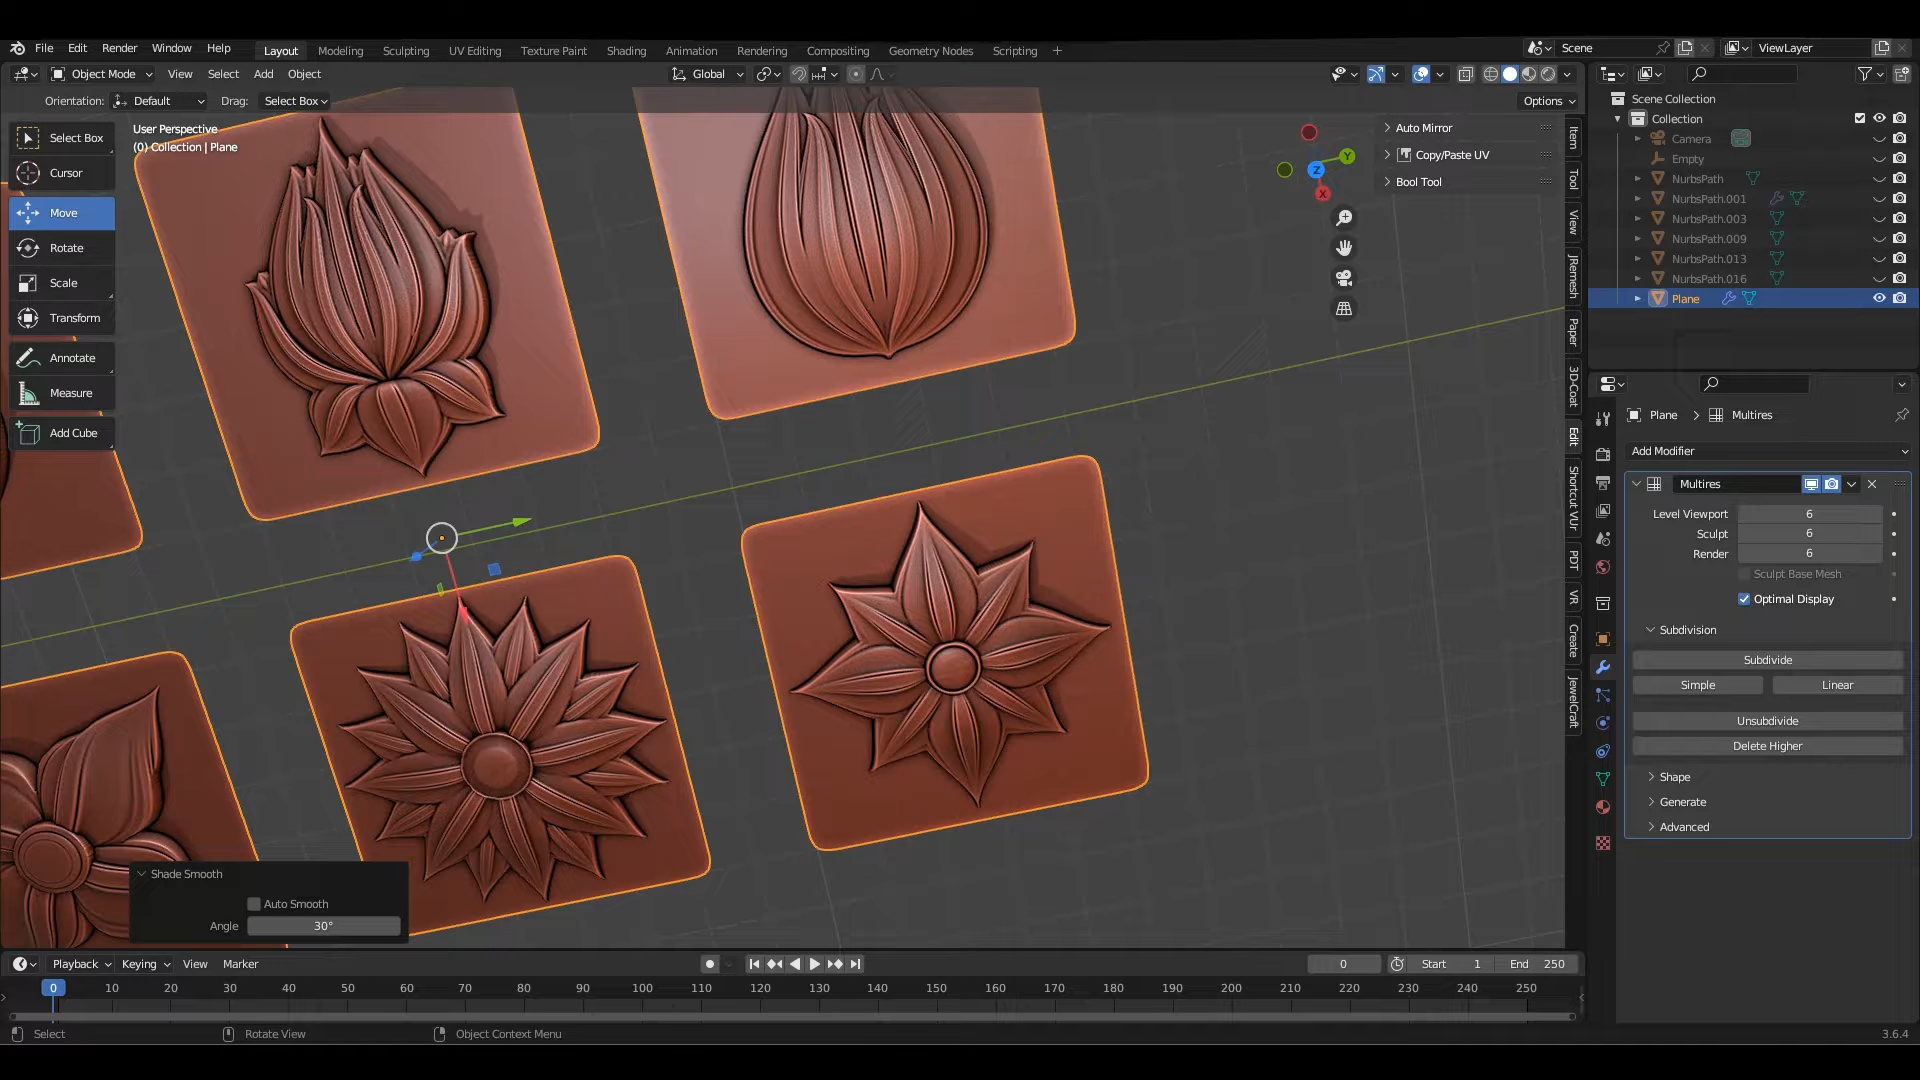 File Edit Render Window Help Layout Modeling Sculpting UV Editing Texture Paint Shading Animation Rendering Compositing Geometry Nodes Scripting + Scene ViewLayer
Object Mode View Select Add Object Global
Orientation: Default Drag: Select Box Options
User Perspective
(0) Collection | Plane
Select Box
Cursor
Move
Rotate
Scale
Transform
Annotate
Measure
Add Cube
Y
Z
X
Auto Mirror
Copy/Paste UV
Bool Tool
Item
Tool
View
JRemesh
Paper
3D-Coat
Edit
Shortcut VUr
PDT
VR
Create
JewelCraft
Scene Collection
Collection
Camera
Empty
NurbsPath
NurbsPath.001
NurbsPath.003
NurbsPath.009
NurbsPath.013
NurbsPath.016
Plane
Plane > Multires
Add Modifier
Multires
Level Viewport 6
Sculpt 6
Render 6
Sculpt Base Mesh
Optimal Display
Subdivision
Subdivide
Simple Linear
Unsubdivide
Delete Higher
Shape
Generate
Advanced
Shade Smooth
Auto Smooth
Angle 30°
Playback Keying View Marker 0 Start 1 End 250
0 10 20 30 40 50 60 70 80 90 100 110 120 130 140 150 160 170 180 190 200 210 220 230 240 250
Select Rotate View Object Context Menu 3.6.4